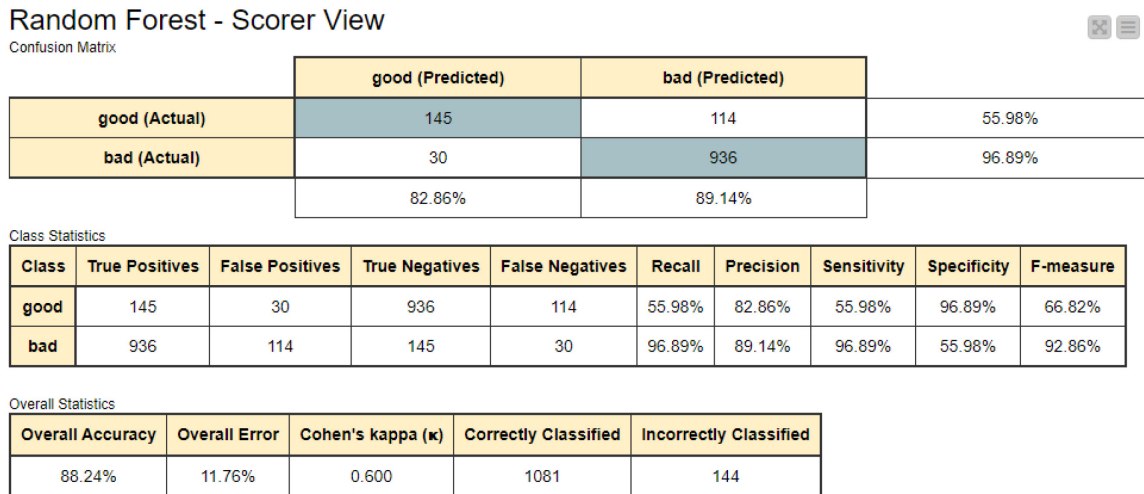 Random Forest - Scorer View
Confusion Matrix
good (Predicted) bad (Predicted)
good (Actual) 145 114 55.98%
bad (Actual) 30 936 96.89%
82.86% 89.14%
Class Statistics
Class True Positives False Positives True Negatives False Negatives Recall Precision Sensitivity Specificity F-measure
good 145 30 936 114 55.98% 82.86% 55.98% 96.89% 66.82%
bad 936 114 145 30 96.89% 89.14% 96.89% 55.98% 92.86%
Overall Statistics
Overall Accuracy Overall Error Cohen's kappa (κ) Correctly Classified Incorrectly Classified
88.24% 11.76% 0.600 1081 144